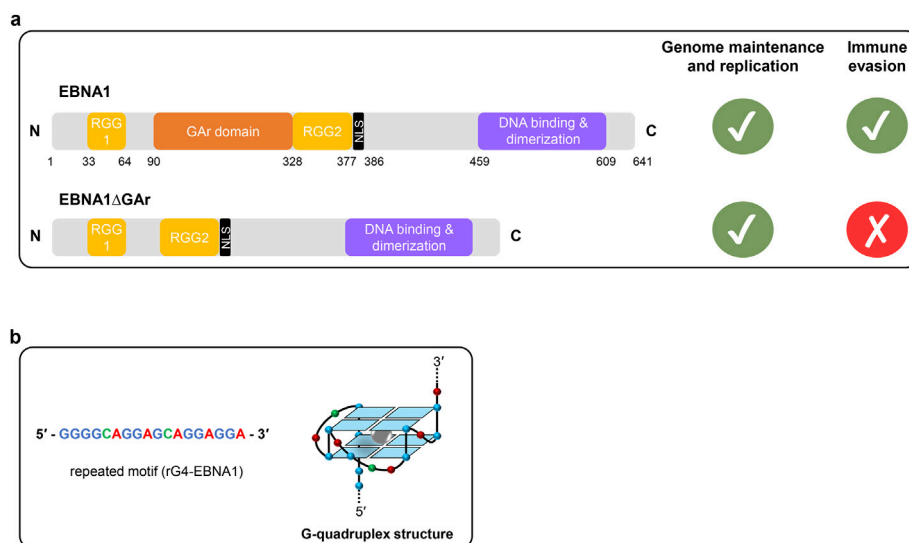 a
Genome maintenance and replication
Immune evasion
EBNA1
N
RGG 1
GAr domain
RGG2
NLS
DNA binding & dimerization
C
1 33 64 90 328 377 386 459 609 641
EBNA1ΔGAr
N
RGG 1
RGG2
NLS
DNA binding & dimerization
C
b
3′
5′ - GGGGCAGGAGCAGGAGGA - 3′
repeated motif (rG4-EBNA1)
5′
G-quadruplex structure